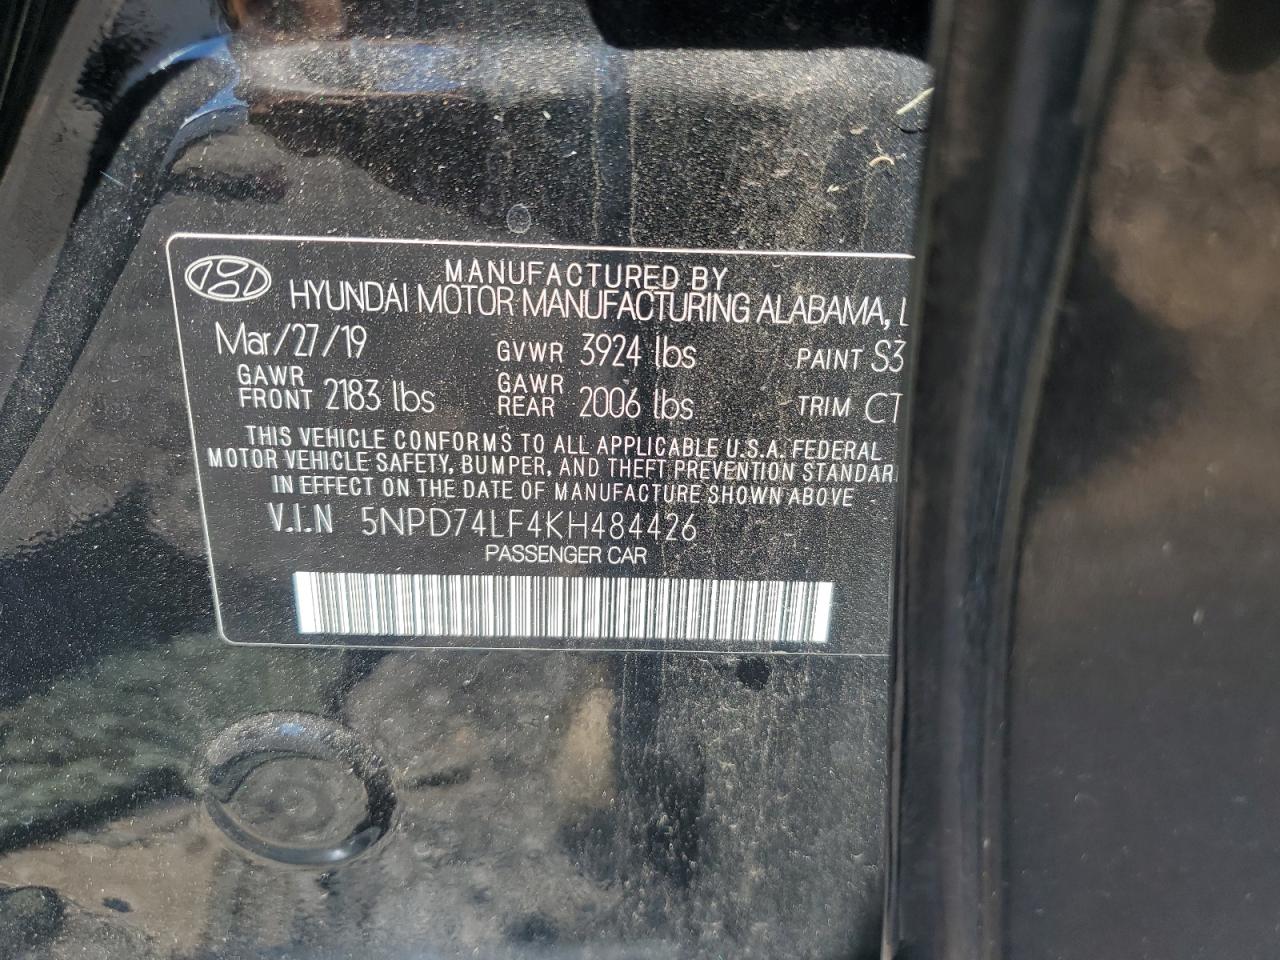 MANUFACTURED BY
HYUNDAI MOTOR MANUFACTURING ALABAMA, L
Mar/27/19 GVWR 3924 lbs PAINT S3
GAWR FRONT 2183 lbs GAWR REAR 2006 lbs TRIM CT
THIS VEHICLE CONFORMS TO ALL APPLICABLE U.S.A. FEDERAL
MOTOR VEHICLE SAFETY, BUMPER, AND THEFT PREVENTION STANDAR
IN EFFECT ON THE DATE OF MANUFACTURE SHOWN ABOVE
V.I.N 5NPD74LF4KH484426
PASSENGER CAR